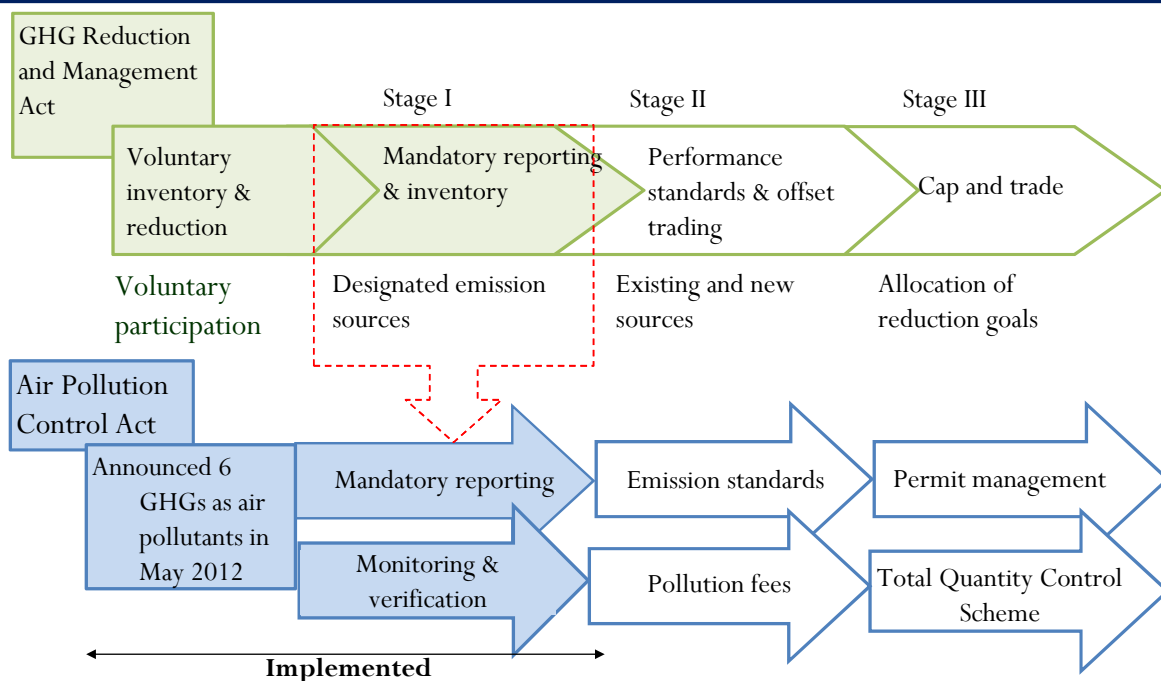 GHG Reduction
and Management
Act
Stage I
Stage II
Stage III
Voluntary
inventory &
reduction
Mandatory reporting
& inventory
Performance
standards & offset
trading
Cap and trade
Voluntary
participation
Designated emission
sources
Existing and new
sources
Allocation of
reduction goals
Air Pollution
Control Act
Announced 6
GHGs as air
pollutants in
May 2012
Mandatory reporting
Emission standards
Permit management
Monitoring &
verification
Pollution fees
Total Quantity Control
Scheme
Implemented